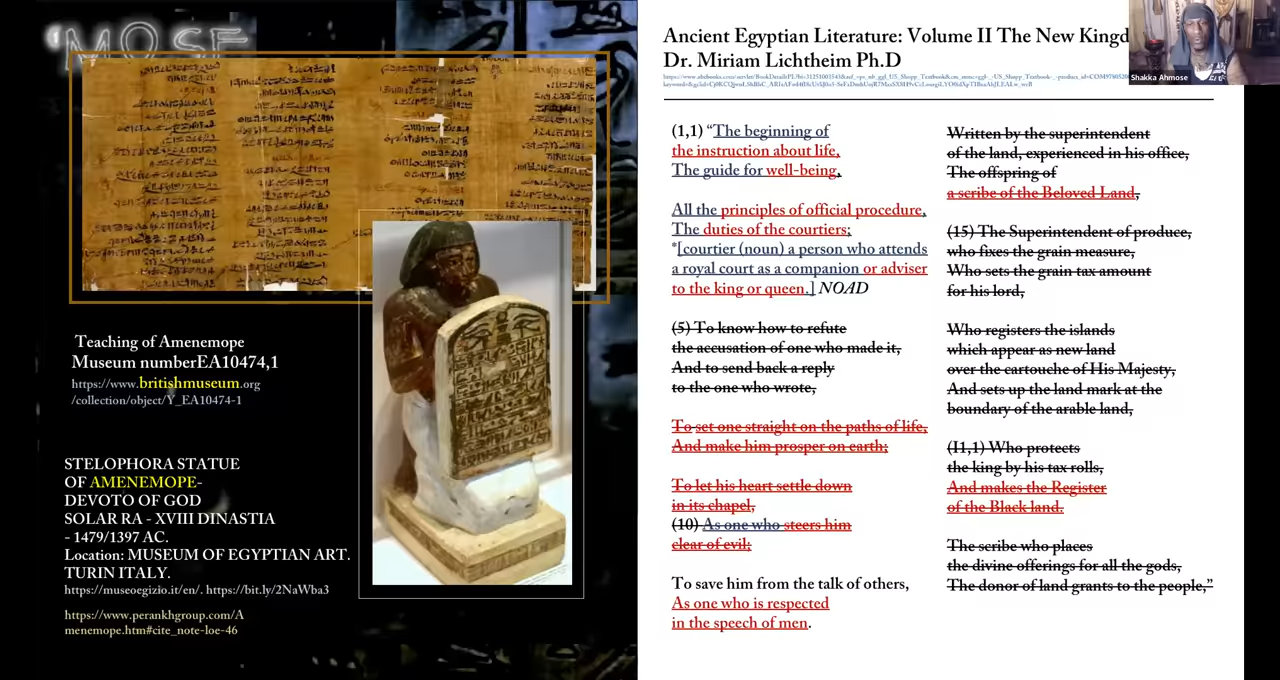 'MOSE
Teaching of Amenemope
Museum numberEA10474,1
https://www.britishmuseum.org
/collection/object/Y_EA10474-1
STELOPHORA STATUE
OF AMENEMOPE-
DEVOTO OF GOD
SOLAR RA - XVIII DINASTIA
- 1479/1397 AC.
Location: MUSEUM OF EGYPTIAN ART.
TURIN ITALY.
https://museoegizio.it/en/. https://bit.ly/2NaWba3
https://www.perankhgroup.com/A
menemope.htm#cite_note-loe-46
Ancient Egyptian Literature: Volume II The New Kingd
Dr. Miriam Lichtheim Ph.D
(1,1) “The beginning of
the instruction about life,
The guide for well-being,
All the principles of official procedure,
The duties of the courtiers;
*[courtier (noun) a person who attends
a royal court as a companion or adviser
to the king or queen.] NOAD
(5) To know how to refute
the accusation of one who made it,
And to send back a reply
to the one who wrote,
To set one straight on the paths of life,
And make him prosper on earth;
To let his heart settle down
in its chapel,
(10) As one who steers him
clear of evil;
To save him from the talk of others,
As one who is respected
in the speech of men.
Written by the superintendent
of the land, experienced in his office,
The offspring of
a scribe of the Beloved Land,
(15) The Superintendent of produce,
who fixes the grain measure,
Who sets the grain tax amount
for his lord,
Who registers the islands
which appear as new land
over the cartouche of His Majesty,
And sets up the land mark at the
boundary of the arable land,
(I1,1) Who protects
the king by his tax rolls,
And makes the Register
of the Black land.
The scribe who places
the divine offerings for all the gods,
The donor of land grants to the people,”
Shakka Ahmose